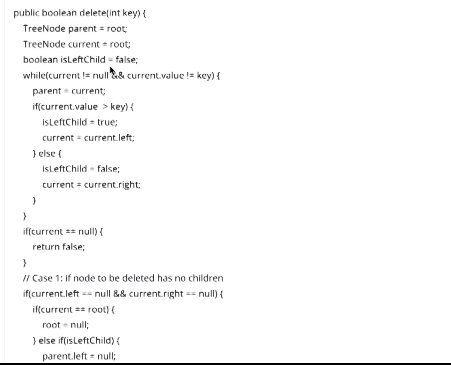 public boolean delete(int key) {
TreeNode parent = root;
TreeNode current = root;
boolean isLeftChild = false;
while(current != null && current.value != key) {
parent = current;
if(current.value  > key) {
isLeftChild = true;
current = current.left;
} else {
isLeftChild = false;
current = current.right;
}
}
if(current == null) {
return false;
}
// Case 1: if node to be deleted has no children
if(current.left == null && current.right == null) {
if(current == root) {
root = null;
} else if(isLeftChild) {
parent.left = null;